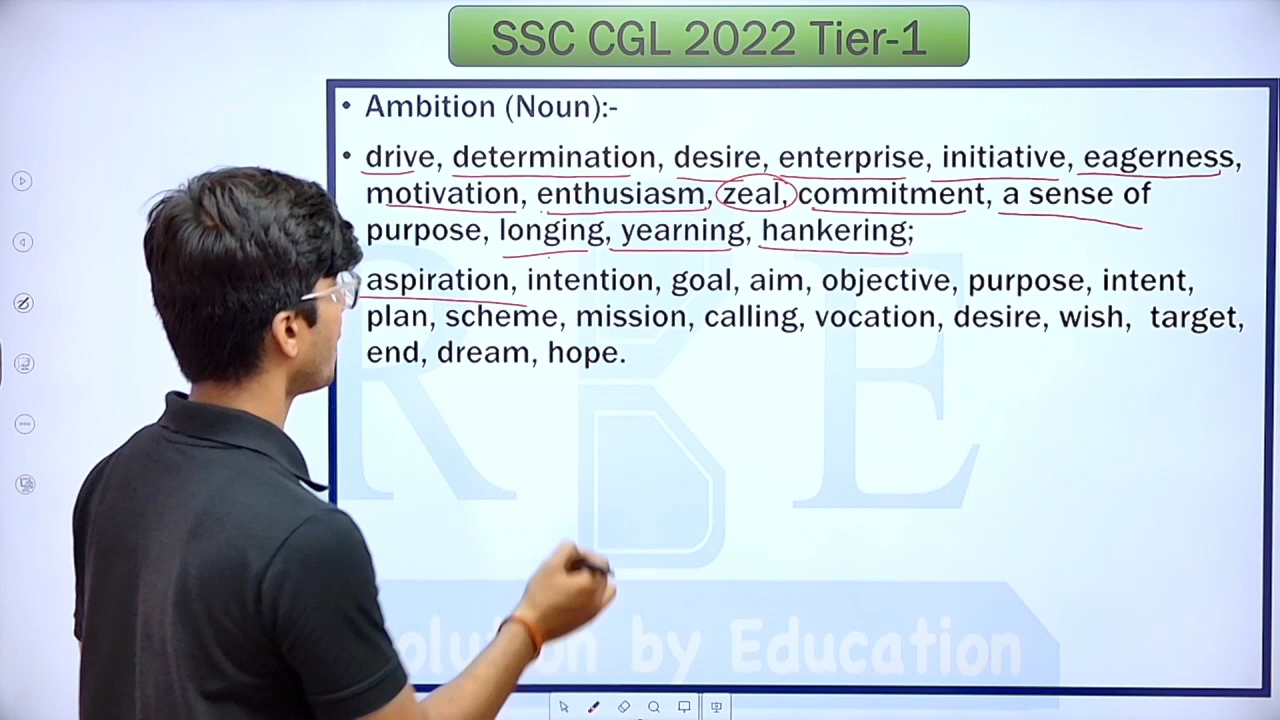 SSC CGL 2022 Tier-1
• Ambition (Noun):-
• drive, determination, desire, enterprise, initiative, eagerness,
motivation, enthusiasm, zeal, commitment, a sense of
purpose, longing, yearning, hankering;
aspiration, intention, goal, aim, objective, purpose, intent,
plan, scheme, mission, calling, vocation, desire, wish, target,
end, dream, hope.
R E
by Education